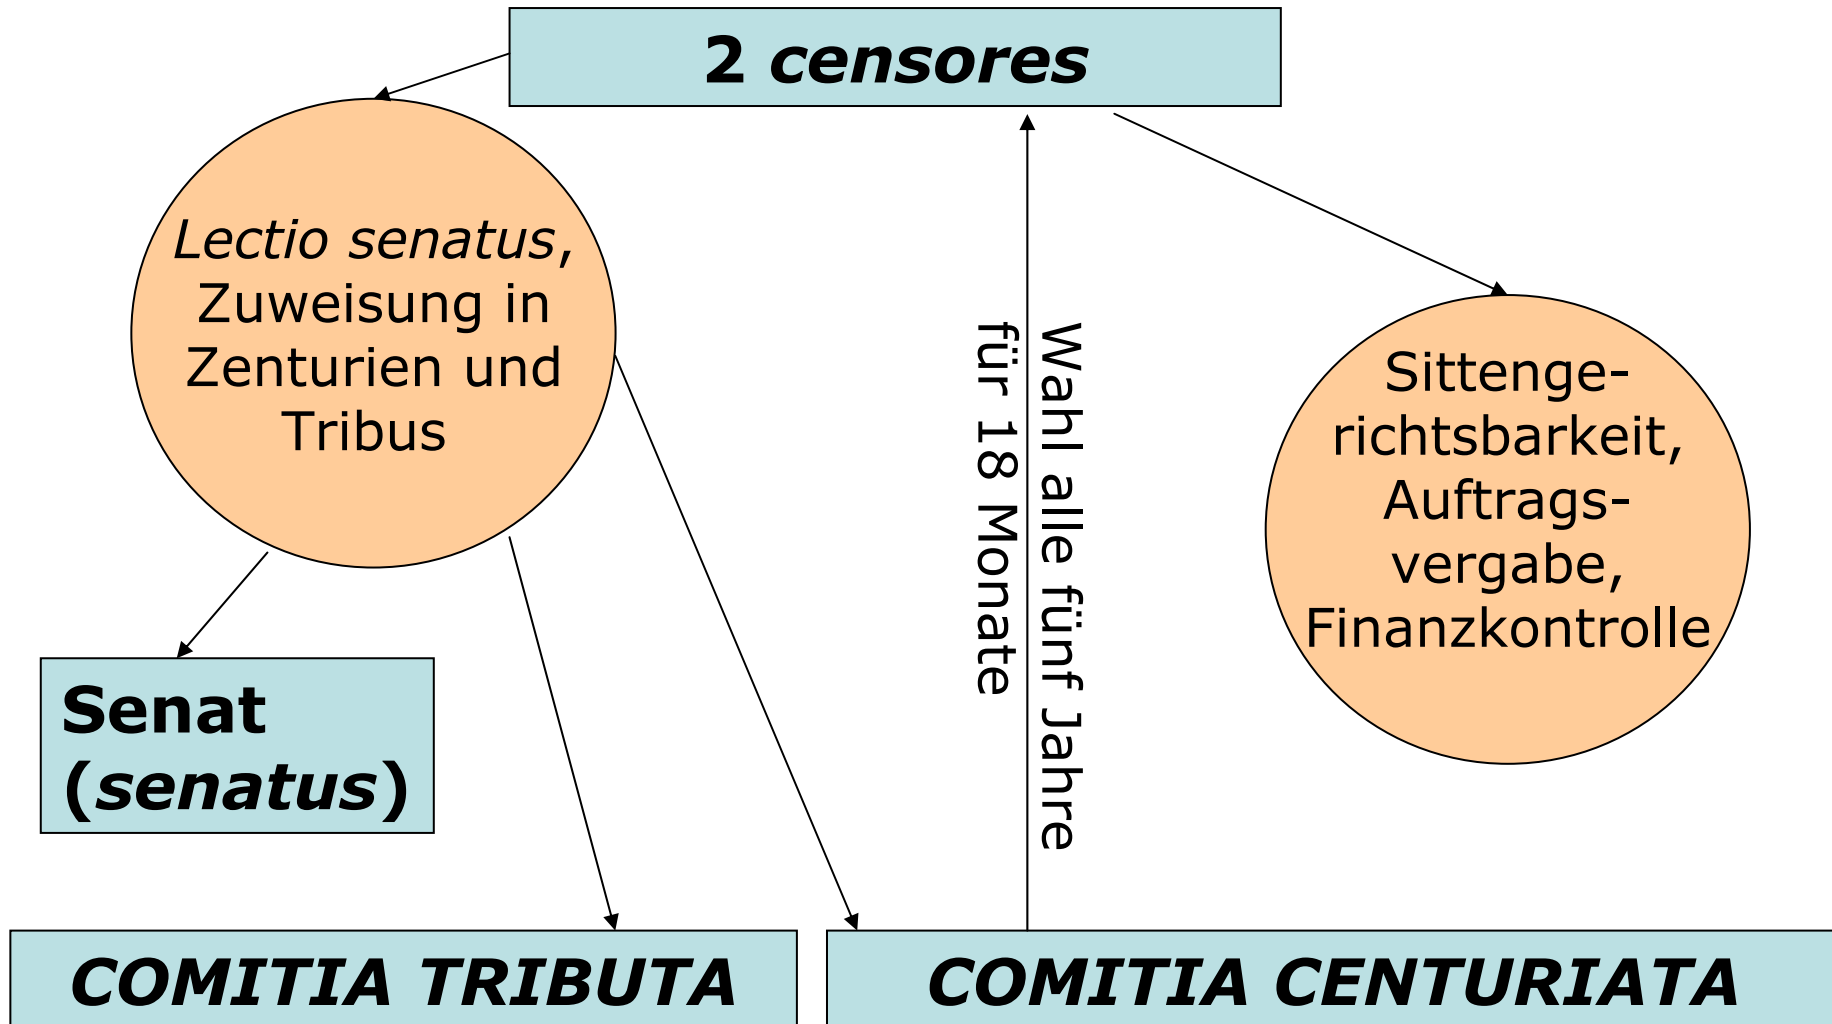 2 censores
Lectio senatus,
Zuweisung in
Zenturien und
Tribus
Wahl alle fünf Jahre
für 18 Monate
Sittenge-
richtsbarkeit,
Auftrags-
vergabe,
Finanzkontrolle
Senat
(senatus)
COMITIA TRIBUTA
COMITIA CENTURIATA